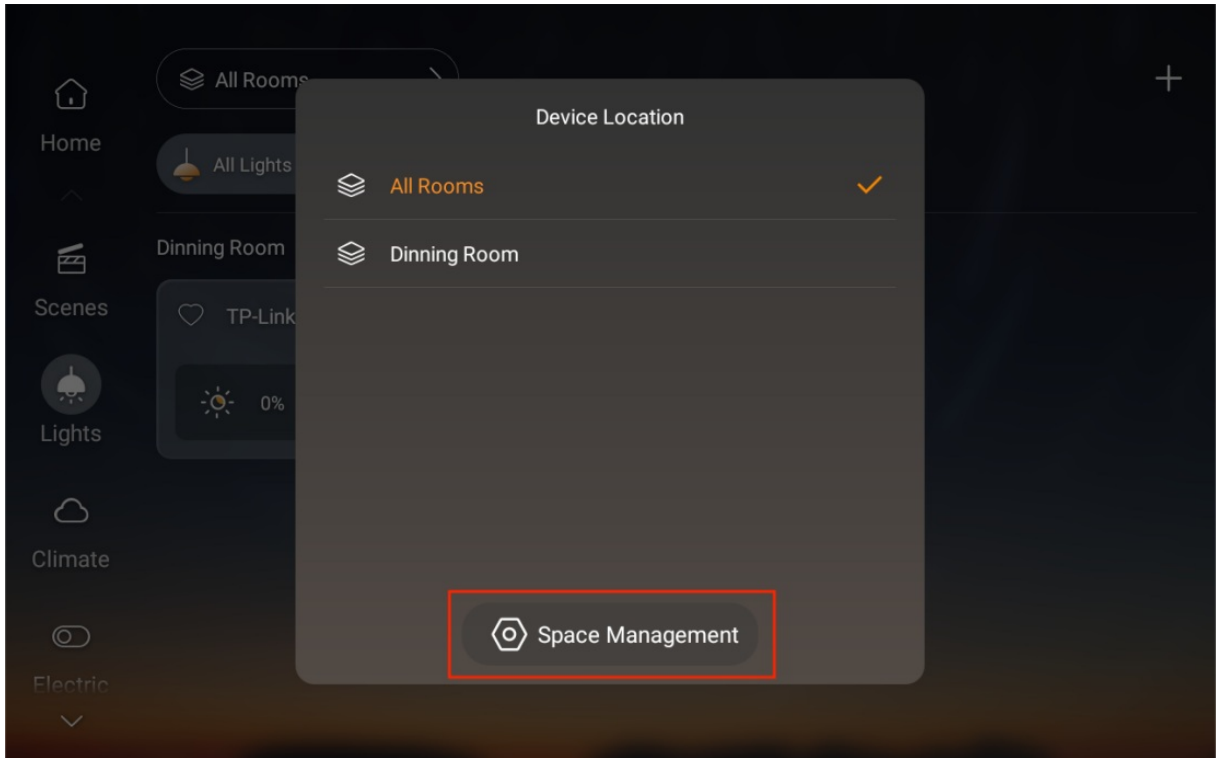 All Rooms
Home
Device Location
All Lights
All Rooms
Dinning Room
Dinning Room
Scenes
TP-Link
0%
Lights
Climate
Space Management
Electric